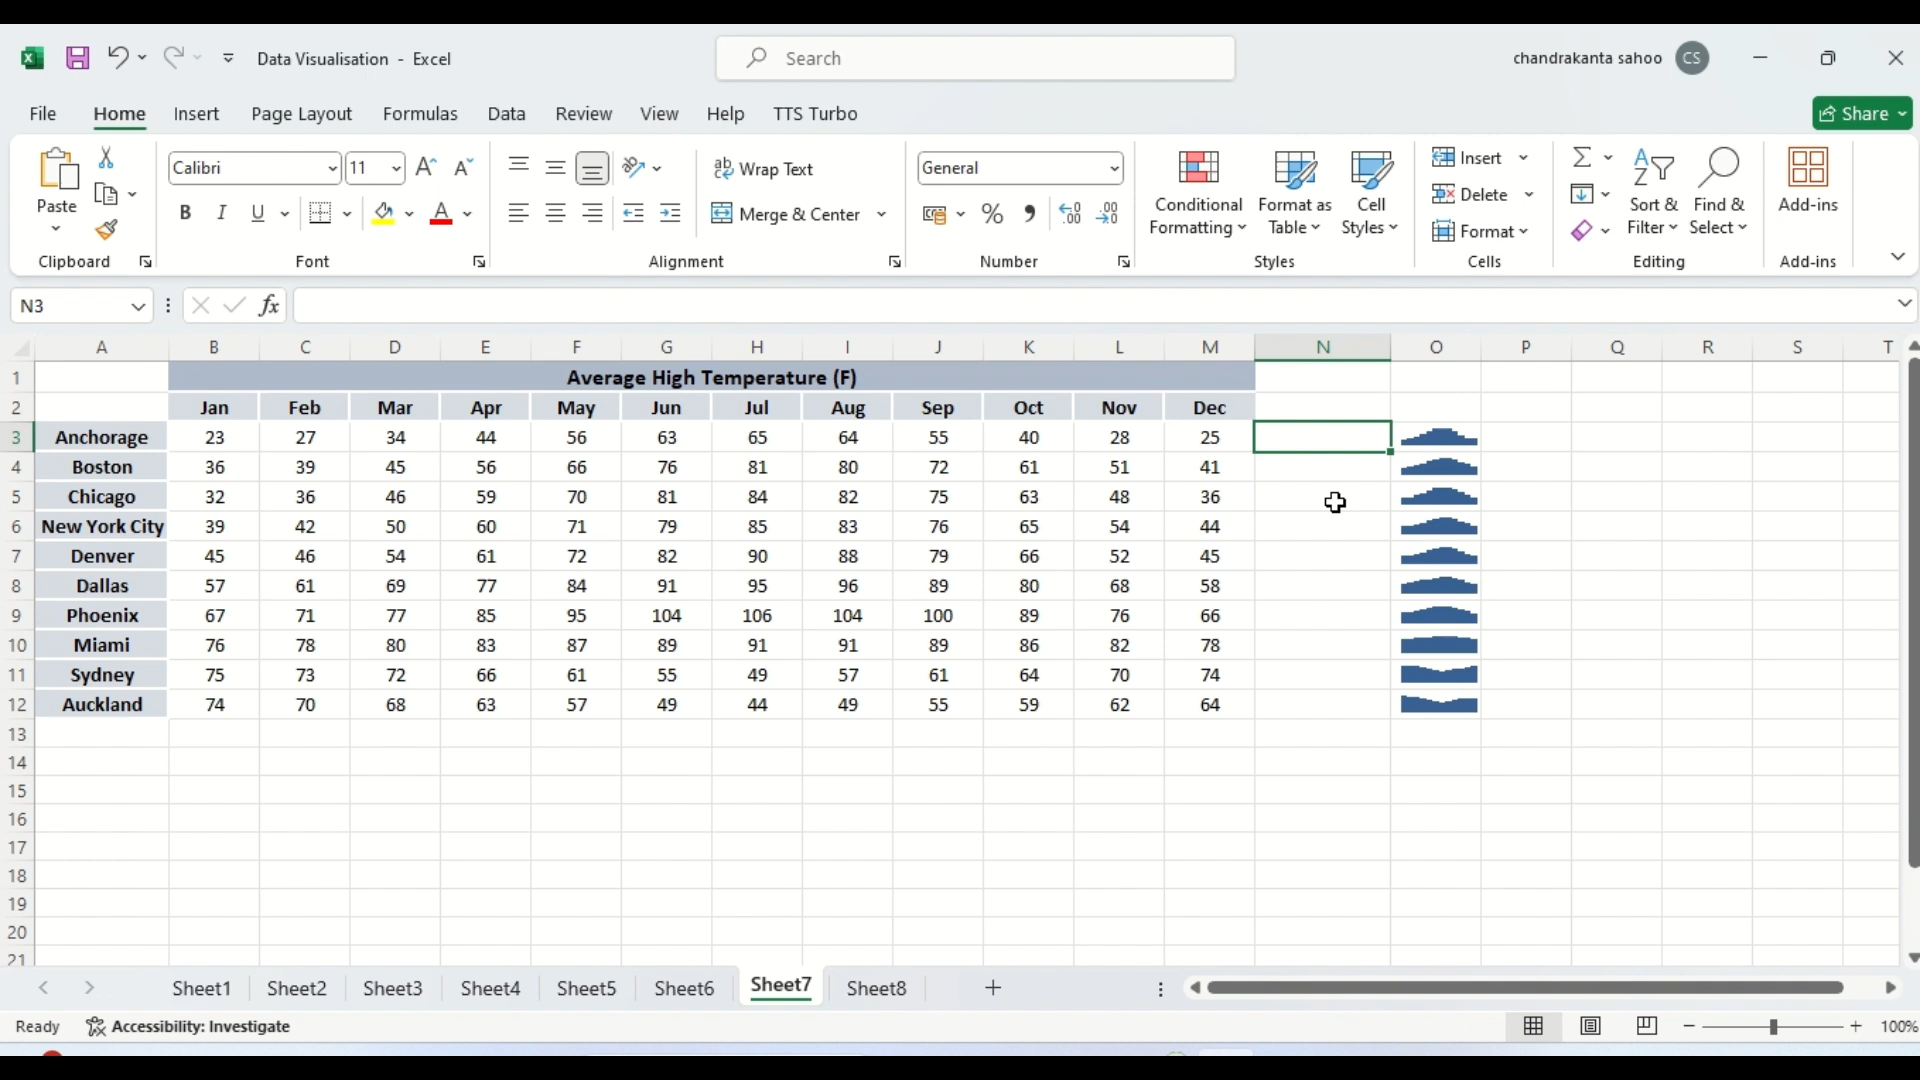 Data Visualisation - Excel
Search
chandrakanta sahoo CS
File Home Insert Page Layout Formulas Data Review View Help TTS Turbo
Share
Paste
Calibri 11
B I U A
Wrap Text
Merge & Center
General
Conditional Formatting
Format as Table
Cell Styles
Insert
Delete
Format
Sort & Filter
Find & Select
Add-ins
Clipboard Font Alignment Number Styles Cells Editing Add-ins
N3 fx
A B C D E F G H I J K L M N O P Q R S T
1 Average High Temperature (F)
2 Jan Feb Mar Apr May Jun Jul Aug Sep Oct Nov Dec
3 Anchorage 23 27 34 44 56 63 65 64 55 40 28 25
4 Boston 36 39 45 56 66 76 81 80 72 61 51 41
5 Chicago 32 36 46 59 70 81 84 82 75 63 48 36
6 New York City 39 42 50 60 71 79 85 83 76 65 54 44
7 Denver 45 46 54 61 72 82 90 88 79 66 52 45
8 Dallas 57 61 69 77 84 91 95 96 89 80 68 58
9 Phoenix 67 71 77 85 95 104 106 104 100 89 76 66
10 Miami 76 78 80 83 87 89 91 91 89 86 82 78
11 Sydney 75 73 72 66 61 55 49 57 61 64 70 74
12 Auckland 74 70 68 63 57 49 44 49 55 59 62 64
13
14
15
16
17
18
19
20
21
Sheet1 Sheet2 Sheet3 Sheet4 Sheet5 Sheet6 Sheet7 Sheet8
Ready Accessibility: Investigate 100%